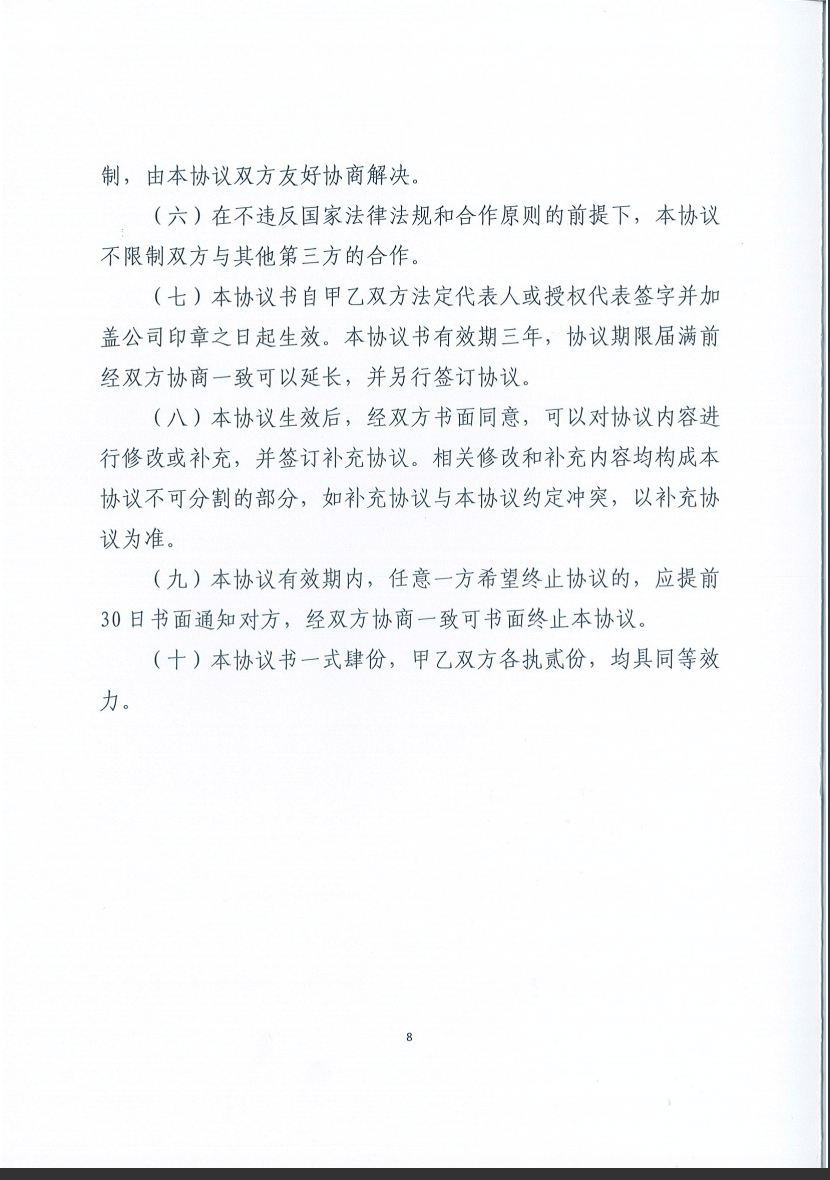 制，由本协议双方友好协商解决。
（六）在不违反国家法律法规和合作原则的前提下，本协议
不限制双方与其他第三方的合作。
（七）本协议书自甲乙双方法定代表人或授权代表签字并加
盖公司印章之日起生效。本协议书有效期三年，协议期限届满前
经双方协商一致可以延长，并另行签订协议。
（八）本协议生效后，经双方书面同意，可以对协议内容进
行修改或补充，并签订补充协议。相关修改和补充内容均构成本
协议不可分割的部分，如补充协议与本协议约定冲突，以补充协
议为准。
（九）本协议有效期内，任意一方希望终止协议的，应提前
30 日书面通知对方，经双方协商一致可书面终止本协议。
（十）本协议书一式肆份，甲乙双方各执贰份，均具同等效
力。
8